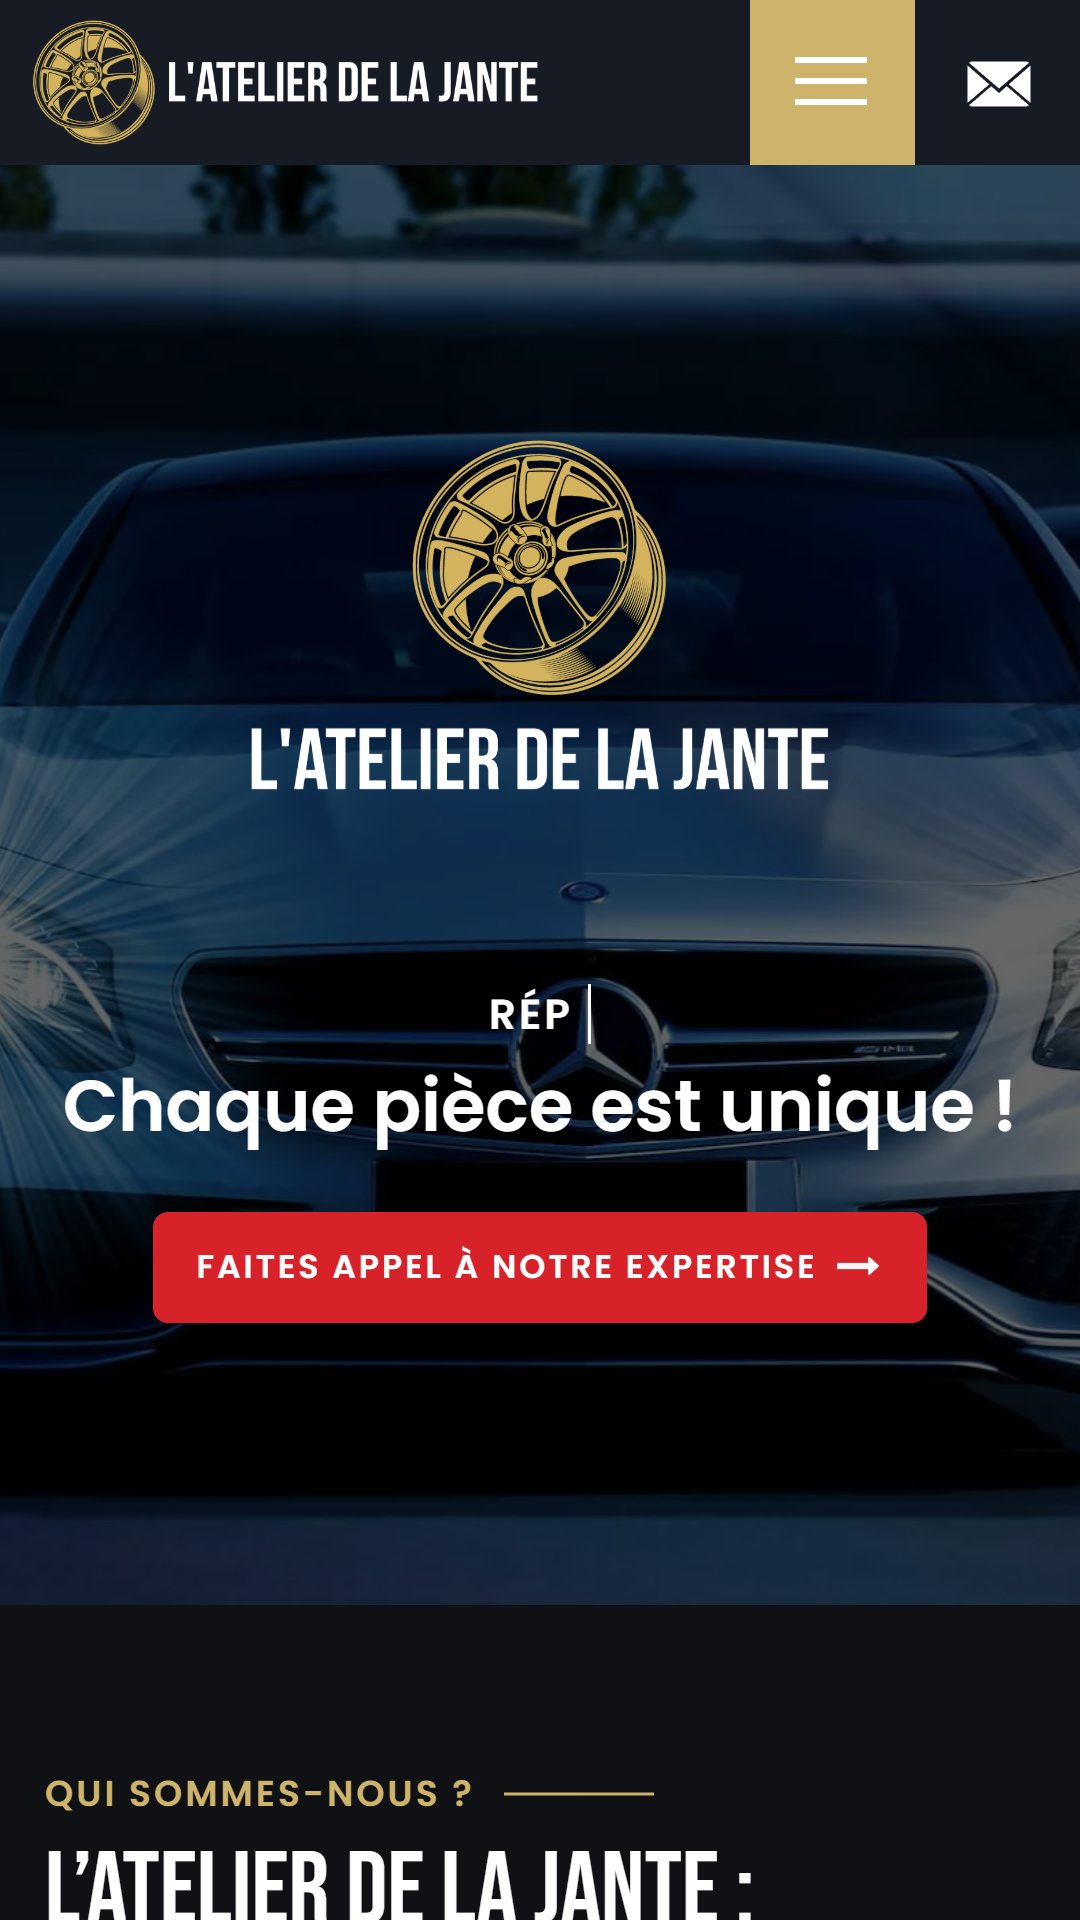 L'ATELIER DE LA JANTE
L'ATELIER DE LA JANTE
RÉP
Chaque pièce est unique !
FAITES APPEL À NOTRE EXPERTISE
QUI SOMMES-NOUS ?
L’ATELIER DE LA JANTE :